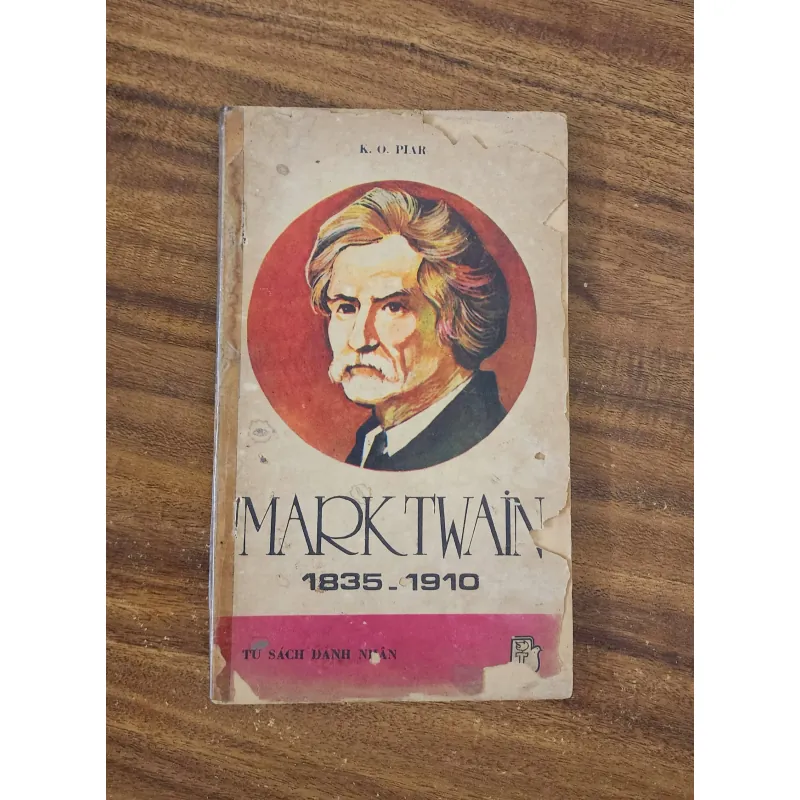 K. O. PIAR
MARK TWAIN
1835 - 1910
TỦ SÁCH DANH NHÂN